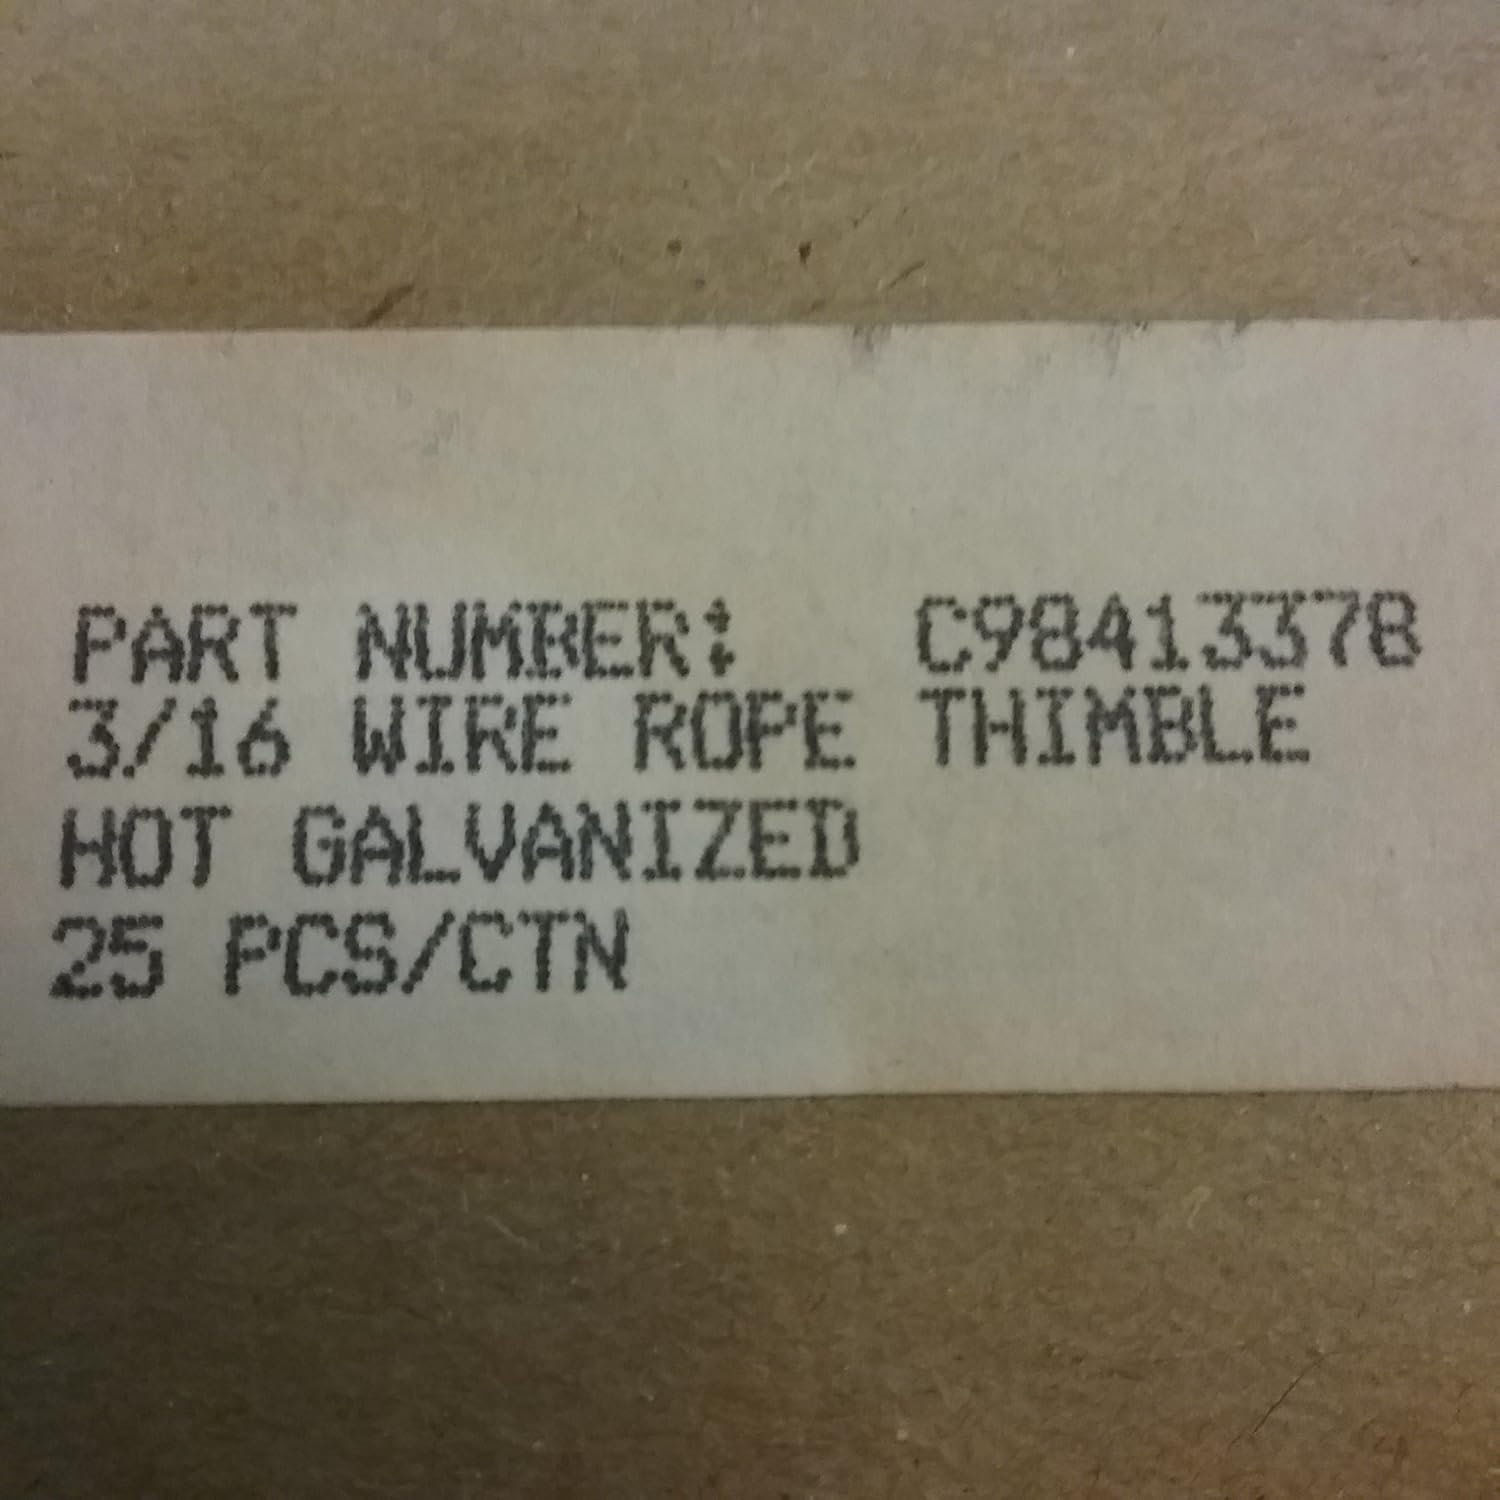 PART NUMBER: C98413378
3/16 WIRE ROPE THIMBLE
HOT GALVANIZED
25 PCS/CTN